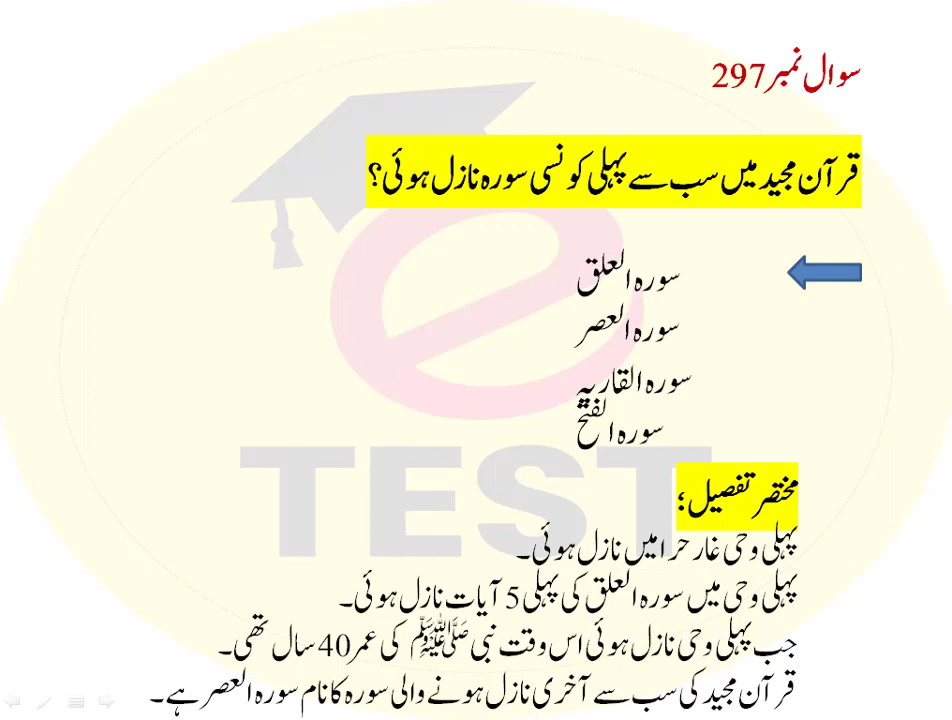 سوال نمبر297
قرآن مجید میں سب سے پہلی کونسی سورہ نازل ہوئی؟
سورہ العلق
سورہ العصر
سورہ القاریہ
سورہ الفتح
e
TEST
مختصر تفصیل؛
پہلی وحی غار حرا میں نازل ہوئی۔
پہلی وحی میں سورہ العلق کی پہلی 5 آیات نازل ہوئی۔
جب پہلی وحی نازل ہوئی اس وقت نبی ﷺ کی عمر 40 سال تھی۔
قرآن مجید کی سب سے آخری نازل ہونے والی سورہ کا نام سورہ العصر ہے۔